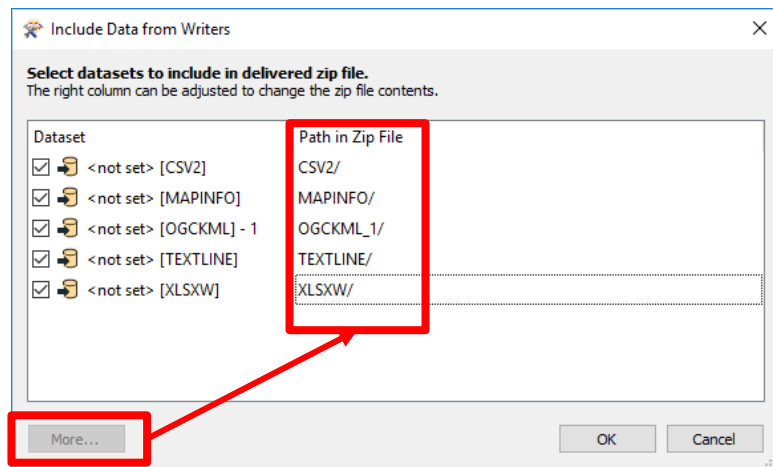 Include Data from Writers
Select datasets to include in delivered zip file.
The right column can be adjusted to change the zip file contents.
Dataset Path in Zip File
<not set> [CSV2] CSV2/
<not set> [MAPINFO] MAPINFO/
<not set> [OGCKML] - 1 OGCKML_1/
<not set> [TEXTLINE] TEXTLINE/
<not set> [XLSXW] XLSXW/
More... OK Cancel